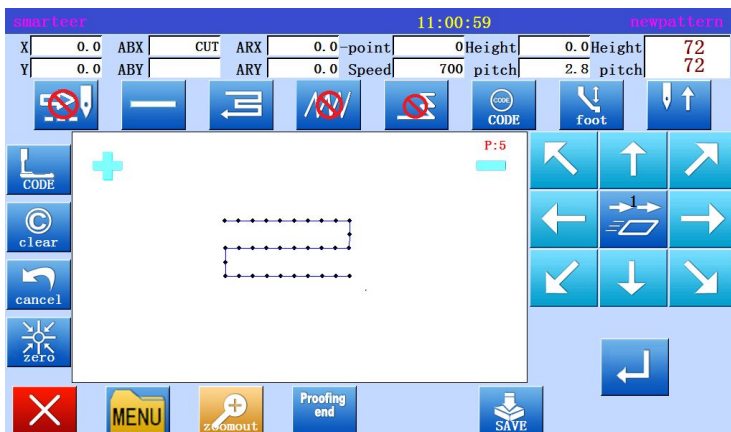 smarteer 11:00:59 newpattern
X 0.0 ABX CUT ARX 0.0 -point 0 Height 0.0 Height 72
Y 0.0 ABY ARY 0.0 Speed 700 pitch 2.8 pitch 72
CODE CODE foot
P:5
CODE
1
clear
cancel
zero
MENU zoomout Proofing end SAVE